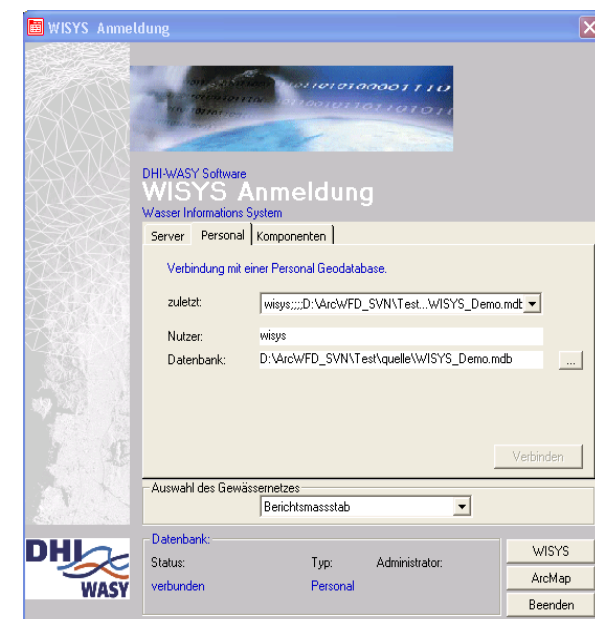 WISYS Anmeldung
DHI-WASY Software
WISYS Anmeldung
Wasser Informations System
Server Personal Komponenten
Verbindung mit einer Personal Geodatabase.
zuletzt: wisys;;;;D:\ArcWFD_SVN\Test...WISYS_Demo.mdb
Nutzer: wisys
Datenbank: D:\ArcWFD_SVN\Test\quelle\WISYS_Demo.mdb ...
Verbinden
Auswahl des Gewässernetzes
Berichtsmassstab
Datenbank:
Status: Typ: Administrator:
verbunden Personal
WISYS
ArcMap
Beenden
DHI
WASY